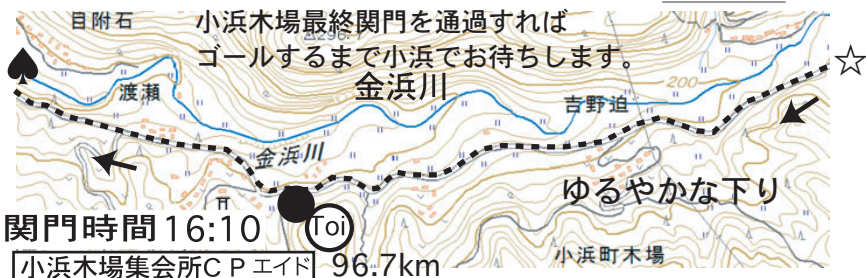 目附石
小浜木場最終関門を通過すれば
ゴールするまで小浜でお待ちします。
金浜川
渡瀬
200
吉野迫
金浜川
ゆるやかな下り
関門時間16:10
Toi
小浜町木場
小浜木場集会所CPエイド 96.7km